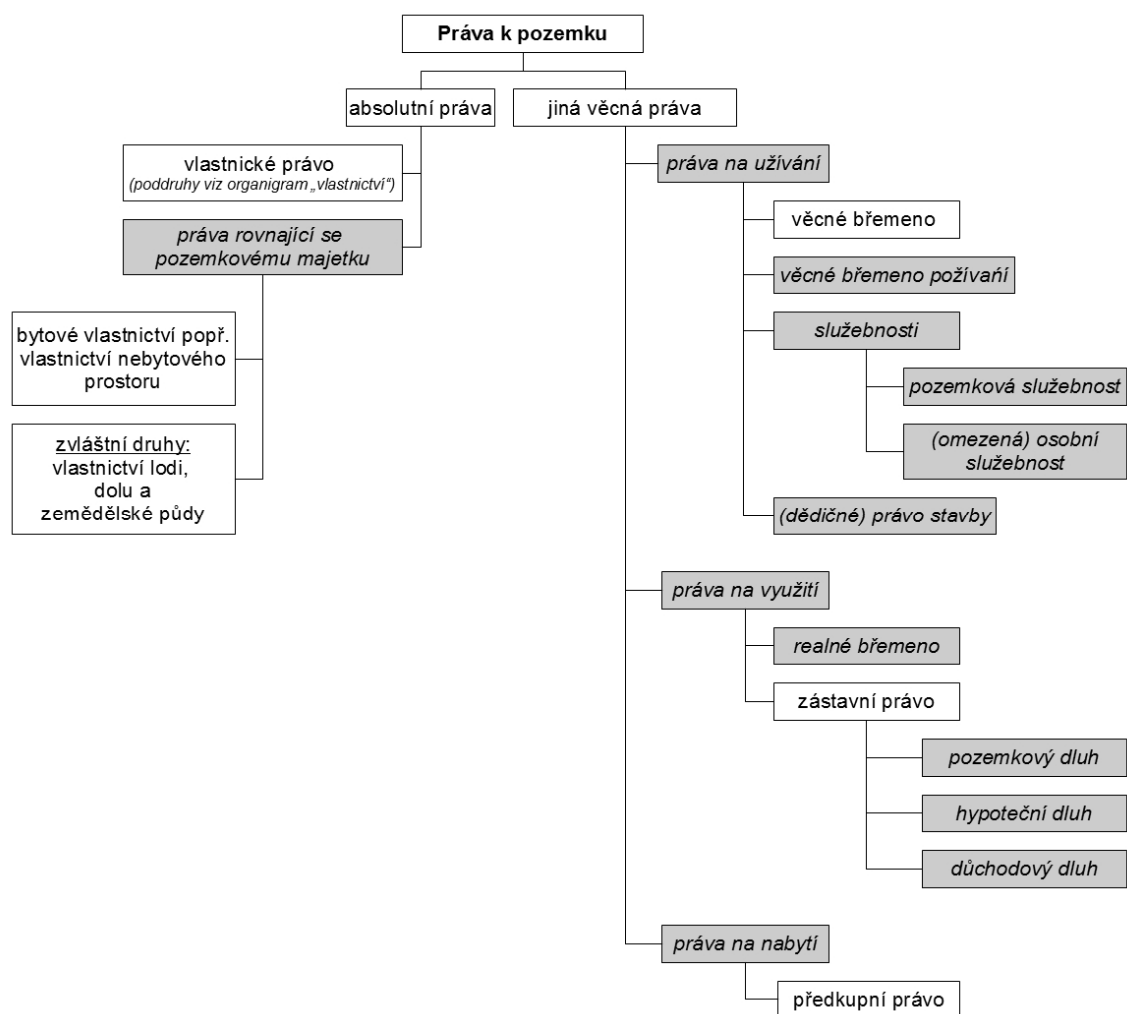 Práva k pozemku
absolutní práva
jiná věcná práva
vlastnické právo
(poddruhy viz organigram „vlastnictví“)
práva rovnající se
pozemkovému majetku
bytové vlastnictví popř.
vlastnictví nebytového
prostoru
zvláštní druhy:
vlastnictví lodi,
dolu a
zemědělské půdy
práva na užívání
věcné břemeno
věcné břemeno požívańí
služebnosti
pozemková služebnost
(omezená) osobní
služebnost
(dědičné) právo stavby
práva na využití
realné břemeno
zástavní právo
pozemkový dluh
hypoteční dluh
důchodový dluh
práva na nabytí
předkupní právo